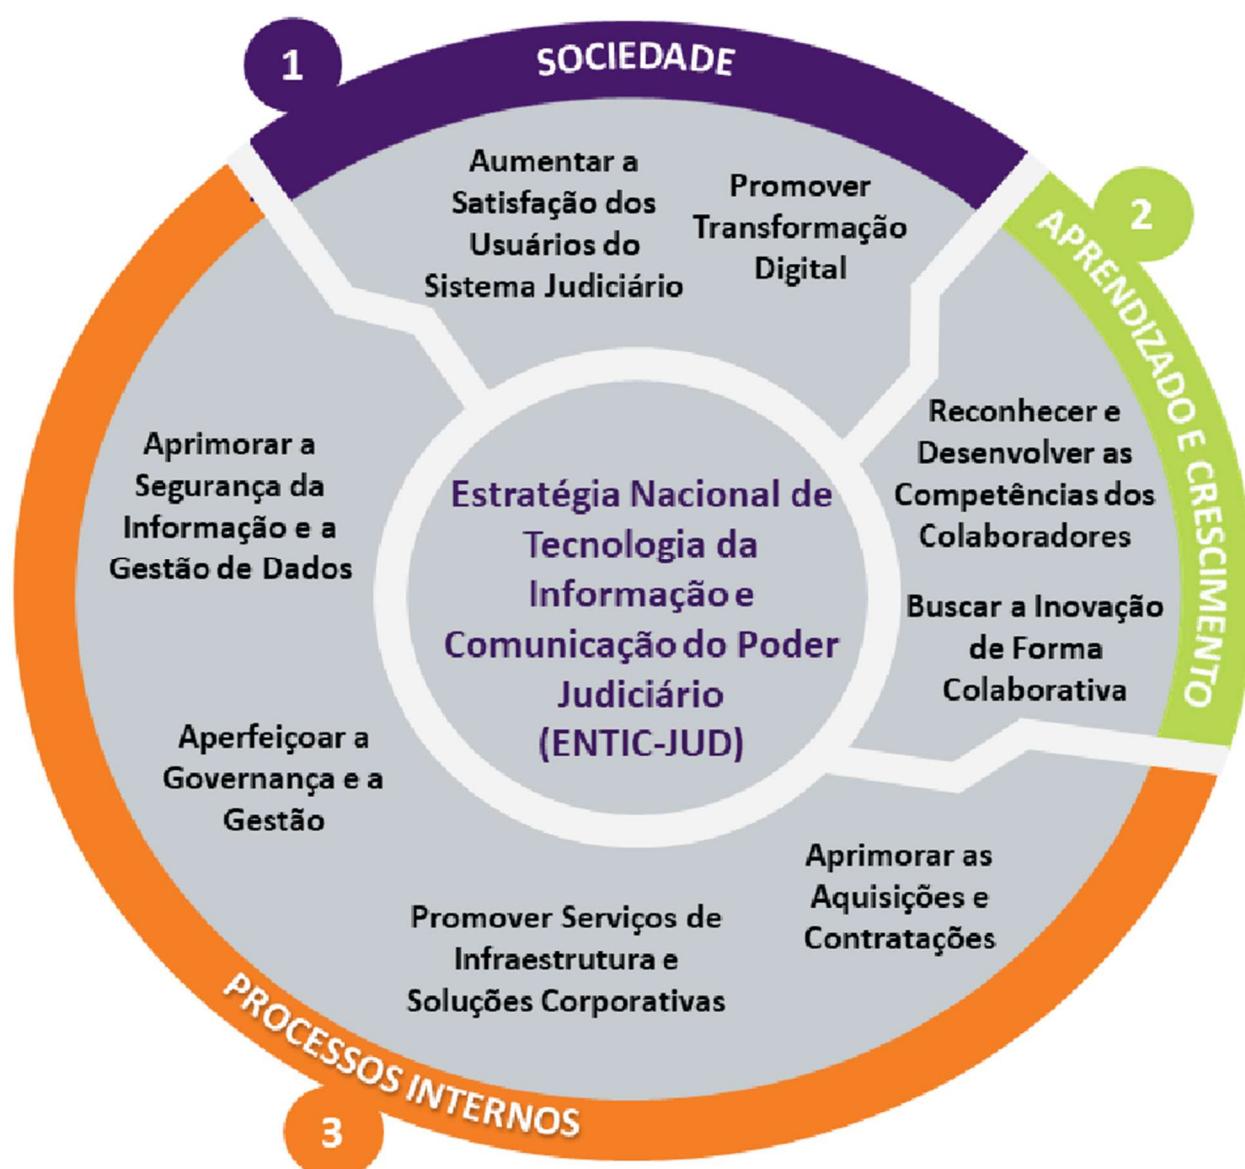 1
SOCIEDADE
Aumentar a
Satisfação dos
Usuários do
Sistema Judiciário
Promover
Transformação
Digital
2
APRENDIZADO E CRESCIMENTO
Reconhecer e
Desenvolver as
Competências dos
Colaboradores
Buscar a Inovação
de Forma
Colaborativa
Estratégia Nacional de
Tecnologia da
Informação e
Comunicação do Poder
Judiciário
(ENTIC-JUD)
Aprimorar a
Segurança da
Informação e a
Gestão de Dados
Aperfeiçoar a
Governança e a
Gestão
Promover Serviços de
Infraestrutura e
Soluções Corporativas
Aprimorar as
Aquisições e
Contratações
PROCESSOS INTERNOS
3